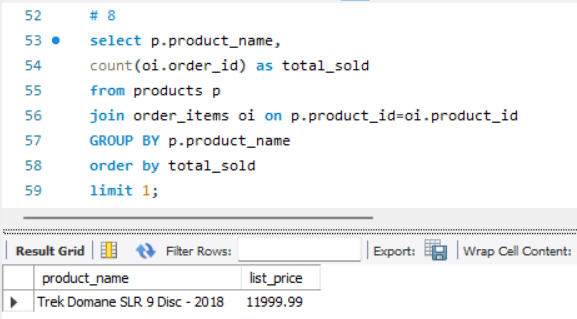 52 # 8
53 select p.product_name,
54 count(oi.order_id) as total_sold
55 from products p
56 join order_items oi on p.product_id=oi.product_id
57 GROUP BY p.product_name
58 order by total_sold
59 limit 1;
Result Grid Filter Rows: Export: Wrap Cell Content:
product_name list_price
Trek Domane SLR 9 Disc - 2018 11999.99